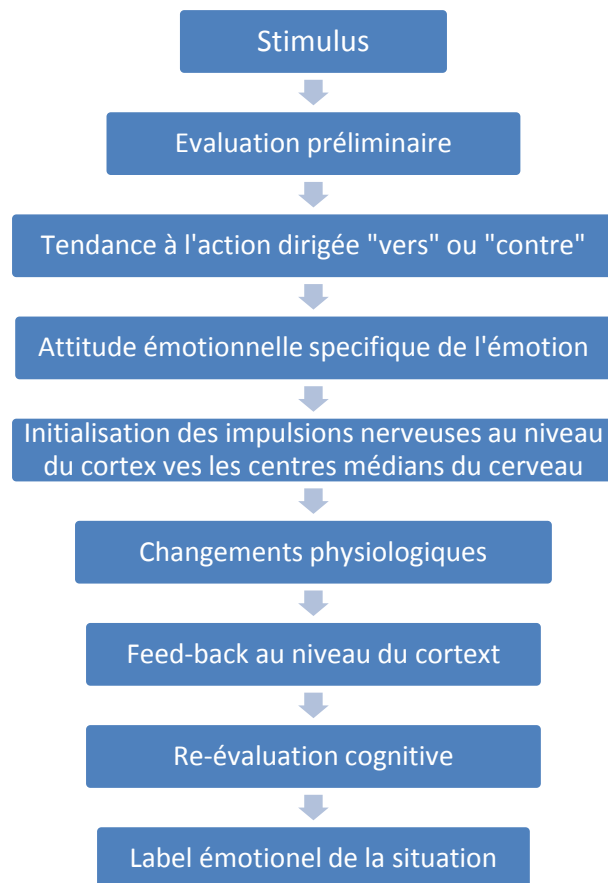 Stimulus
Evaluation préliminaire
Tendance à l'action dirigée "vers" ou "contre"
Attitude émotionnelle specifique de l'émotion
Initialisation des impulsions nerveuses au niveau
du cortex ves les centres médians du cerveau
Changements physiologiques
Feed-back au niveau du cortext
Re-évaluation cognitive
Label émotionel de la situation